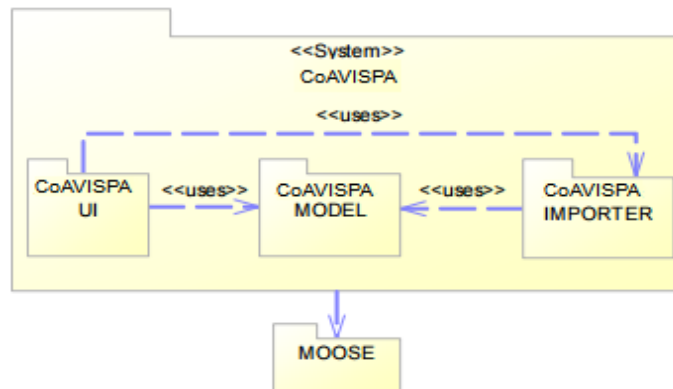 <<System>>
CoAVISPA
<<uses>>
CoAVISPA
UI
<<uses>>
CoAVISPA
MODEL
<<uses>>
CoAVISPA
IMPORTER
MOOSE